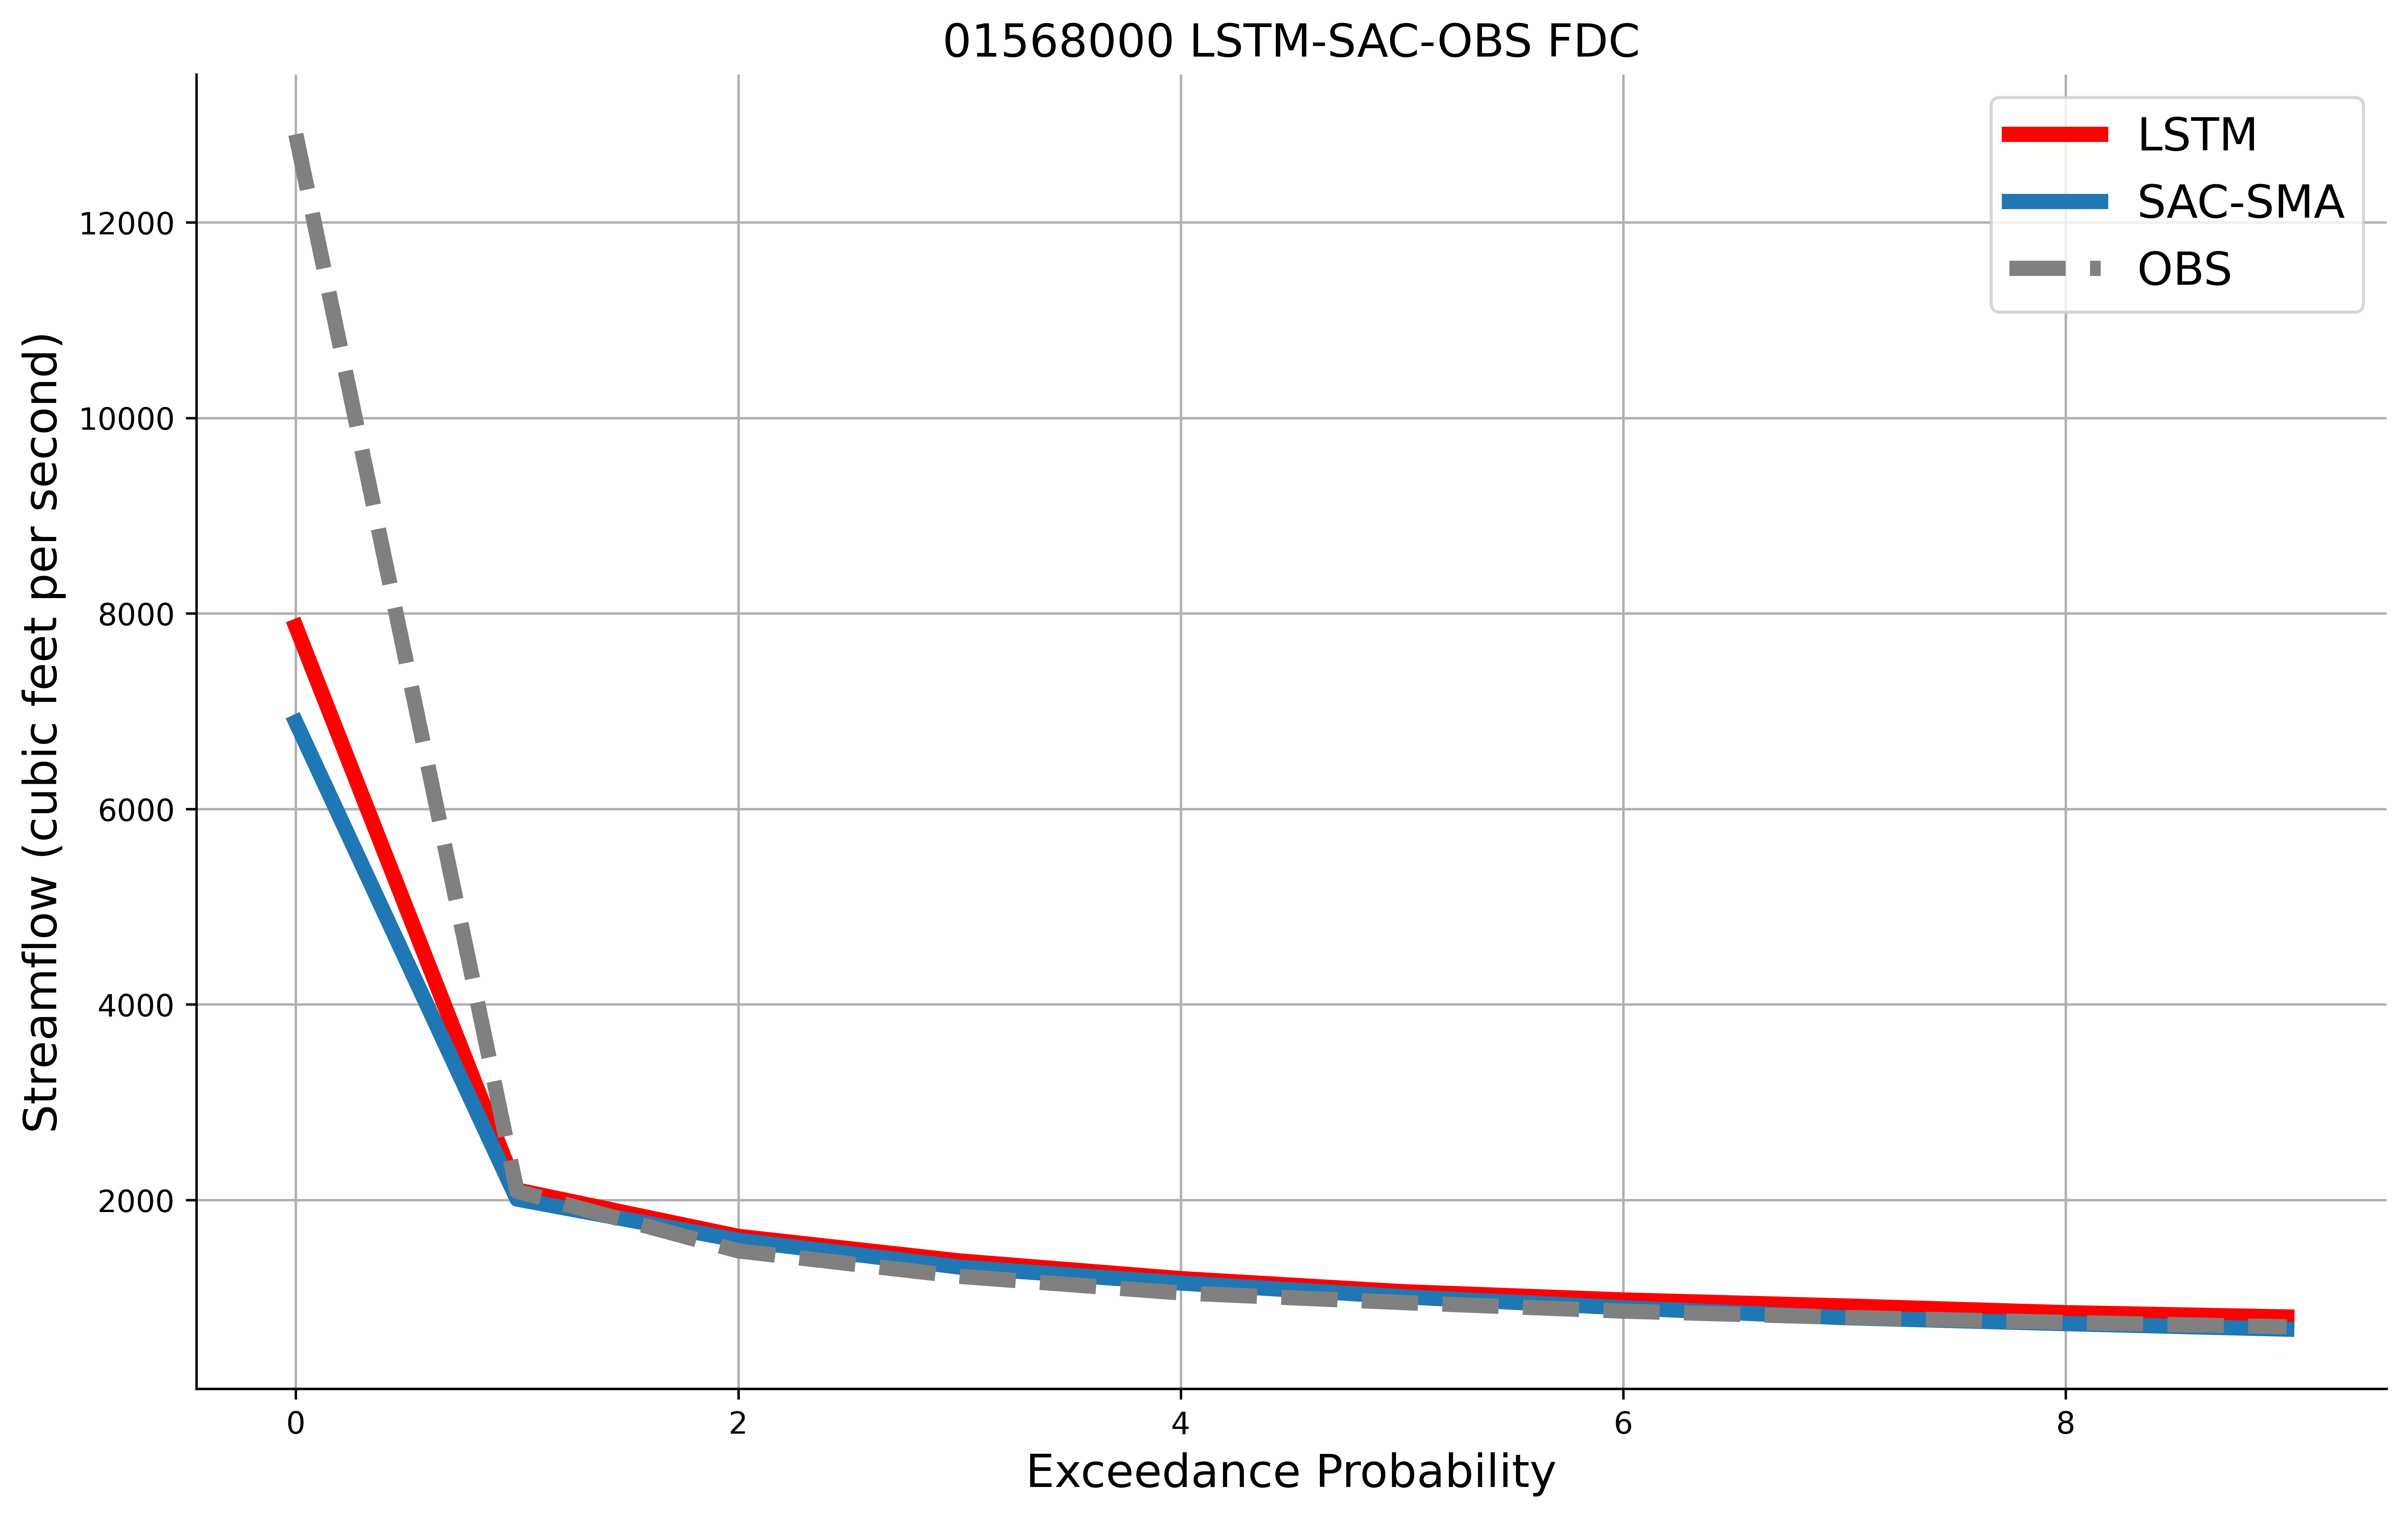 01568000 LSTM-SAC-OBS FDC
LSTM
SAC-SMA
OBS
Streamflow (cubic feet per second)
12000
10000
8000
6000
4000
2000
0 2 4 6 8
Exceedance Probability